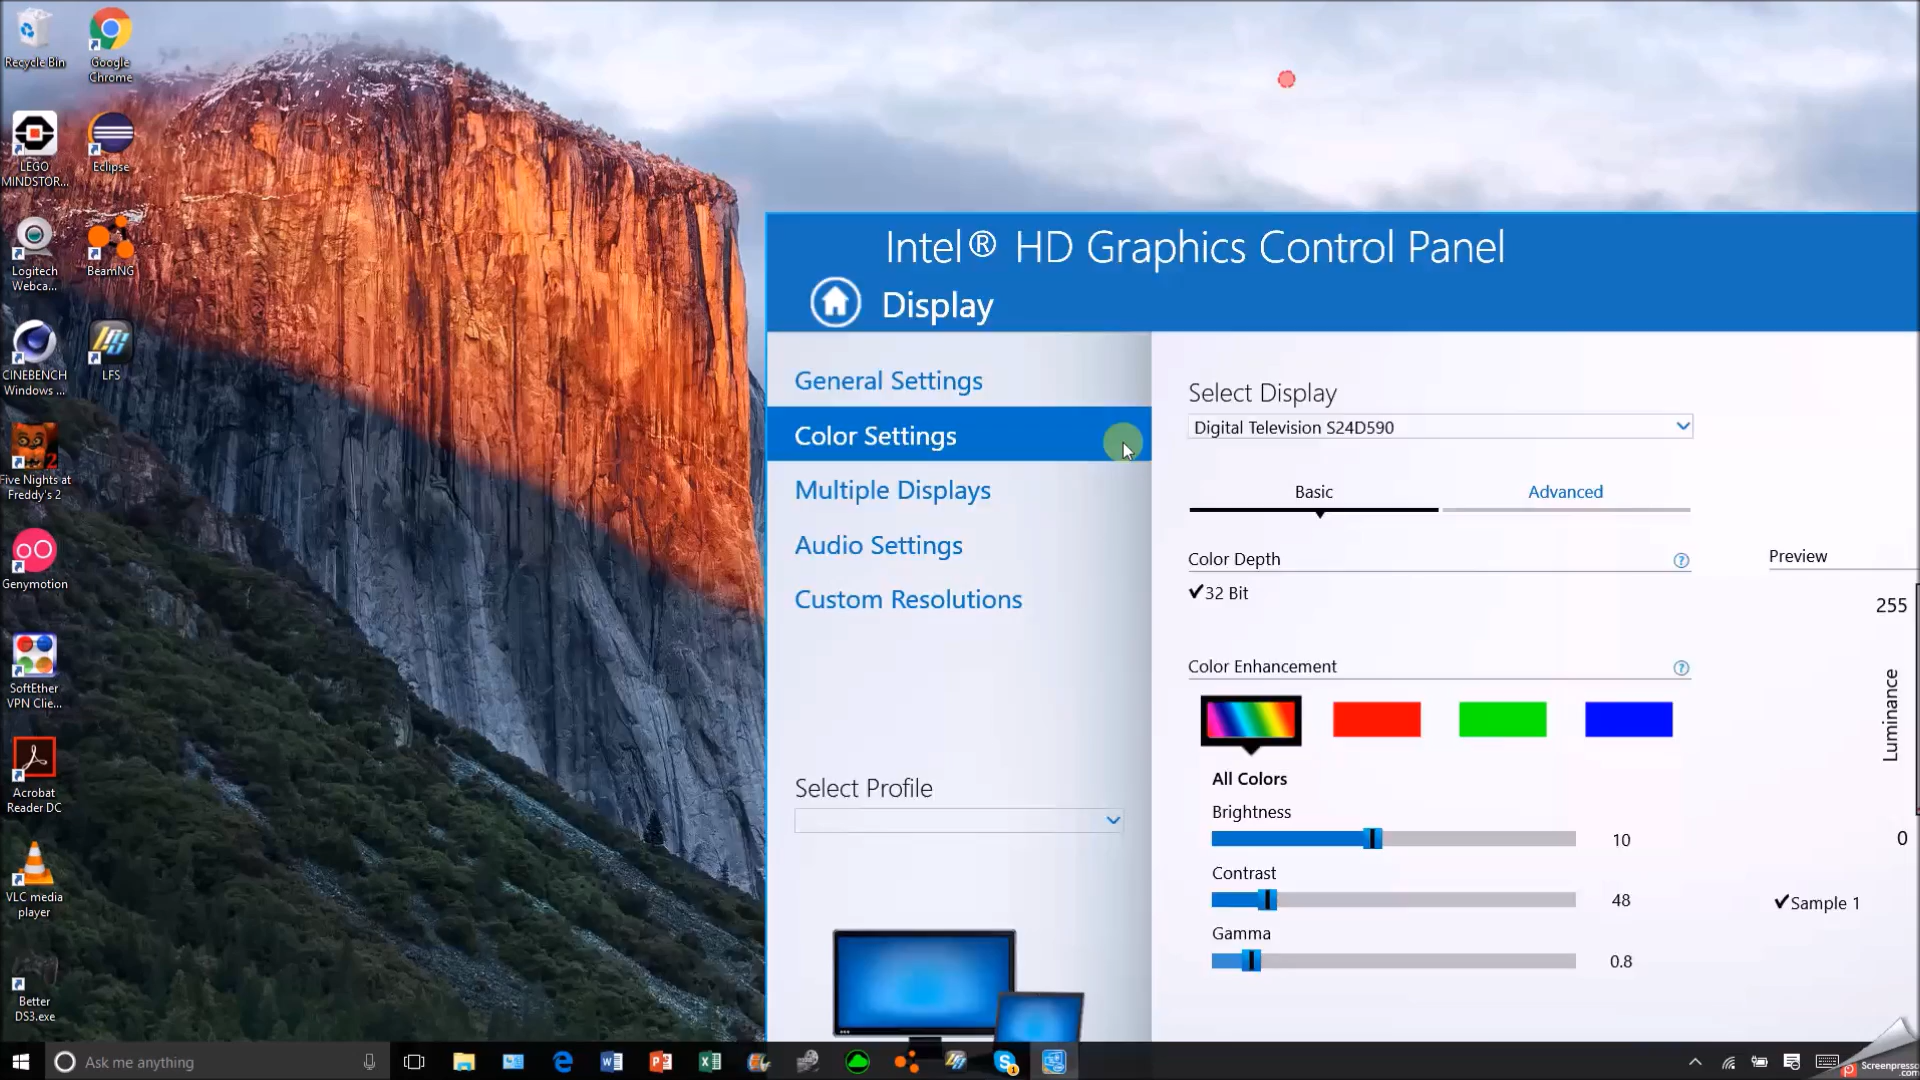 Recycle Bin
Google
Chrome
LEGO
MINDSTOR...
Eclipse
Logitech
Webca...
BeamNG
CINEBENCH
Windows ...
LFS
Five Nights at
Freddy's 2
Genymotion
SoftEther
VPN Clie...
Acrobat
Reader DC
VLC media
player
Better
DS3.exe
Intel® HD Graphics Control Panel
Display
General Settings
Color Settings
Multiple Displays
Audio Settings
Custom Resolutions
Select Profile
Select Display
Digital Television S24D590
Basic
Advanced
Color Depth
?
✔32 Bit
Color Enhancement
?
All Colors
Brightness
10
Contrast
48
Gamma
0.8
Preview
255
Luminance
0
✔Sample 1
Ask me anything
Screenpresso
.com